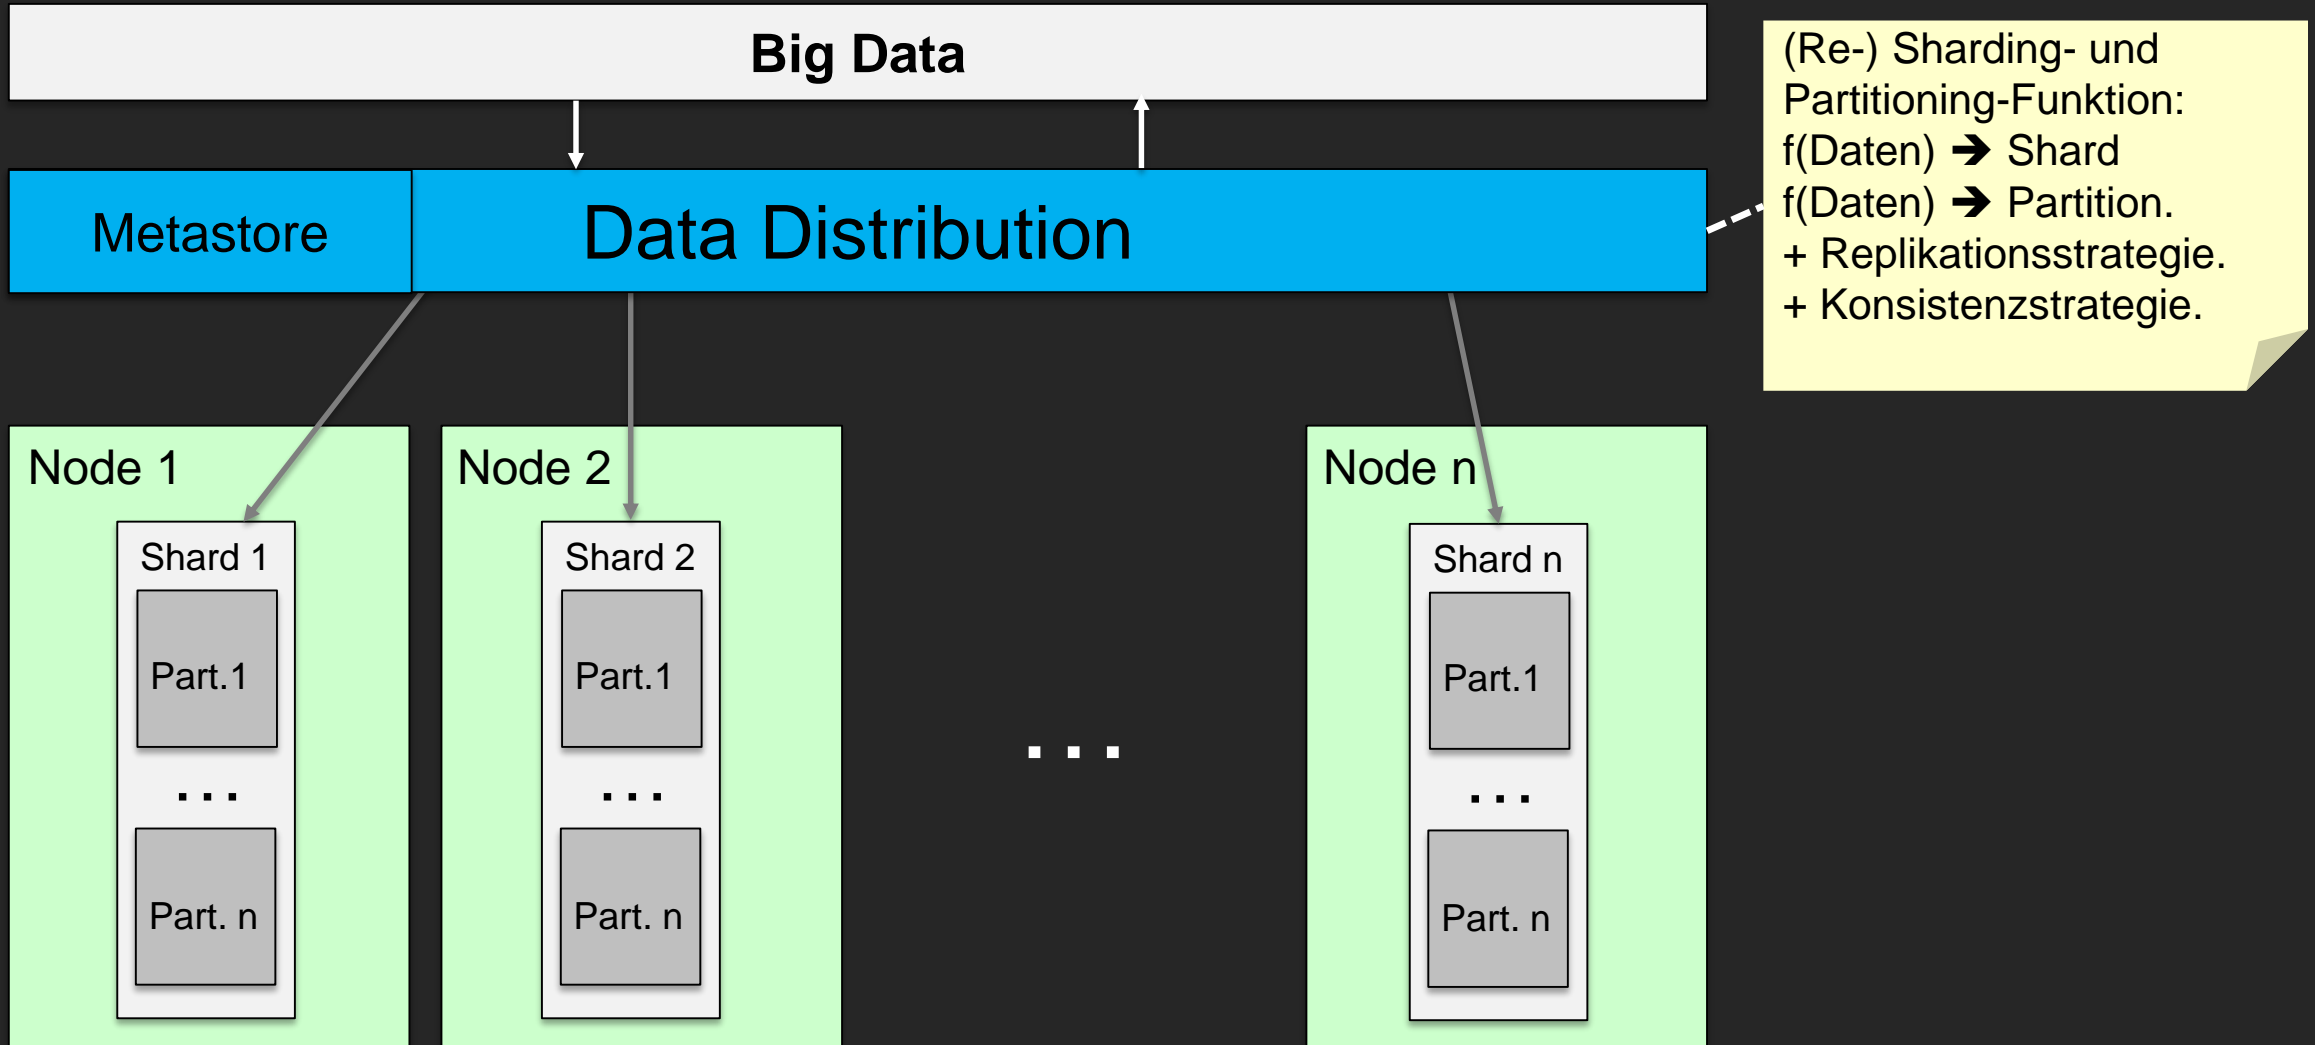 Big Data
(Re-) Sharding- und
Partitioning-Funktion:
f(Daten) ➔ Shard
f(Daten) ➔ Partition.
+ Replikationsstrategie.
+ Konsistenzstrategie.
Metastore
Data Distribution
Node 1
Node 2
Node n
Shard 1
Shard 2
Shard n
Part.1
Part.1
Part.1
...
...
...
...
Part. n
Part. n
Part. n